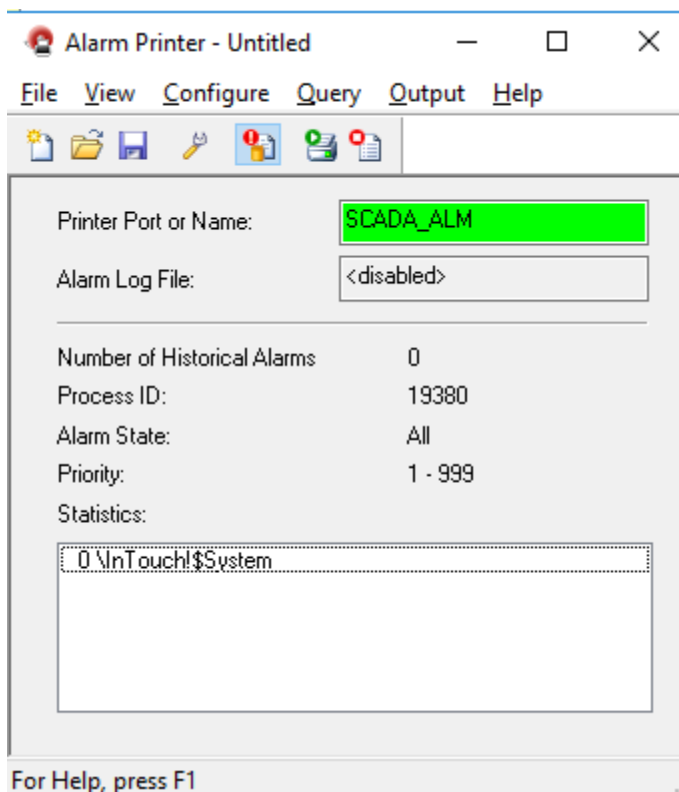 Alarm Printer - Untitled
File View Configure Query Output Help
Printer Port or Name: SCADA_ALM
Alarm Log File: <disabled>
Number of Historical Alarms 0
Process ID: 19380
Alarm State: All
Priority: 1 - 999
Statistics:
0 \InTouch!$System
For Help, press F1